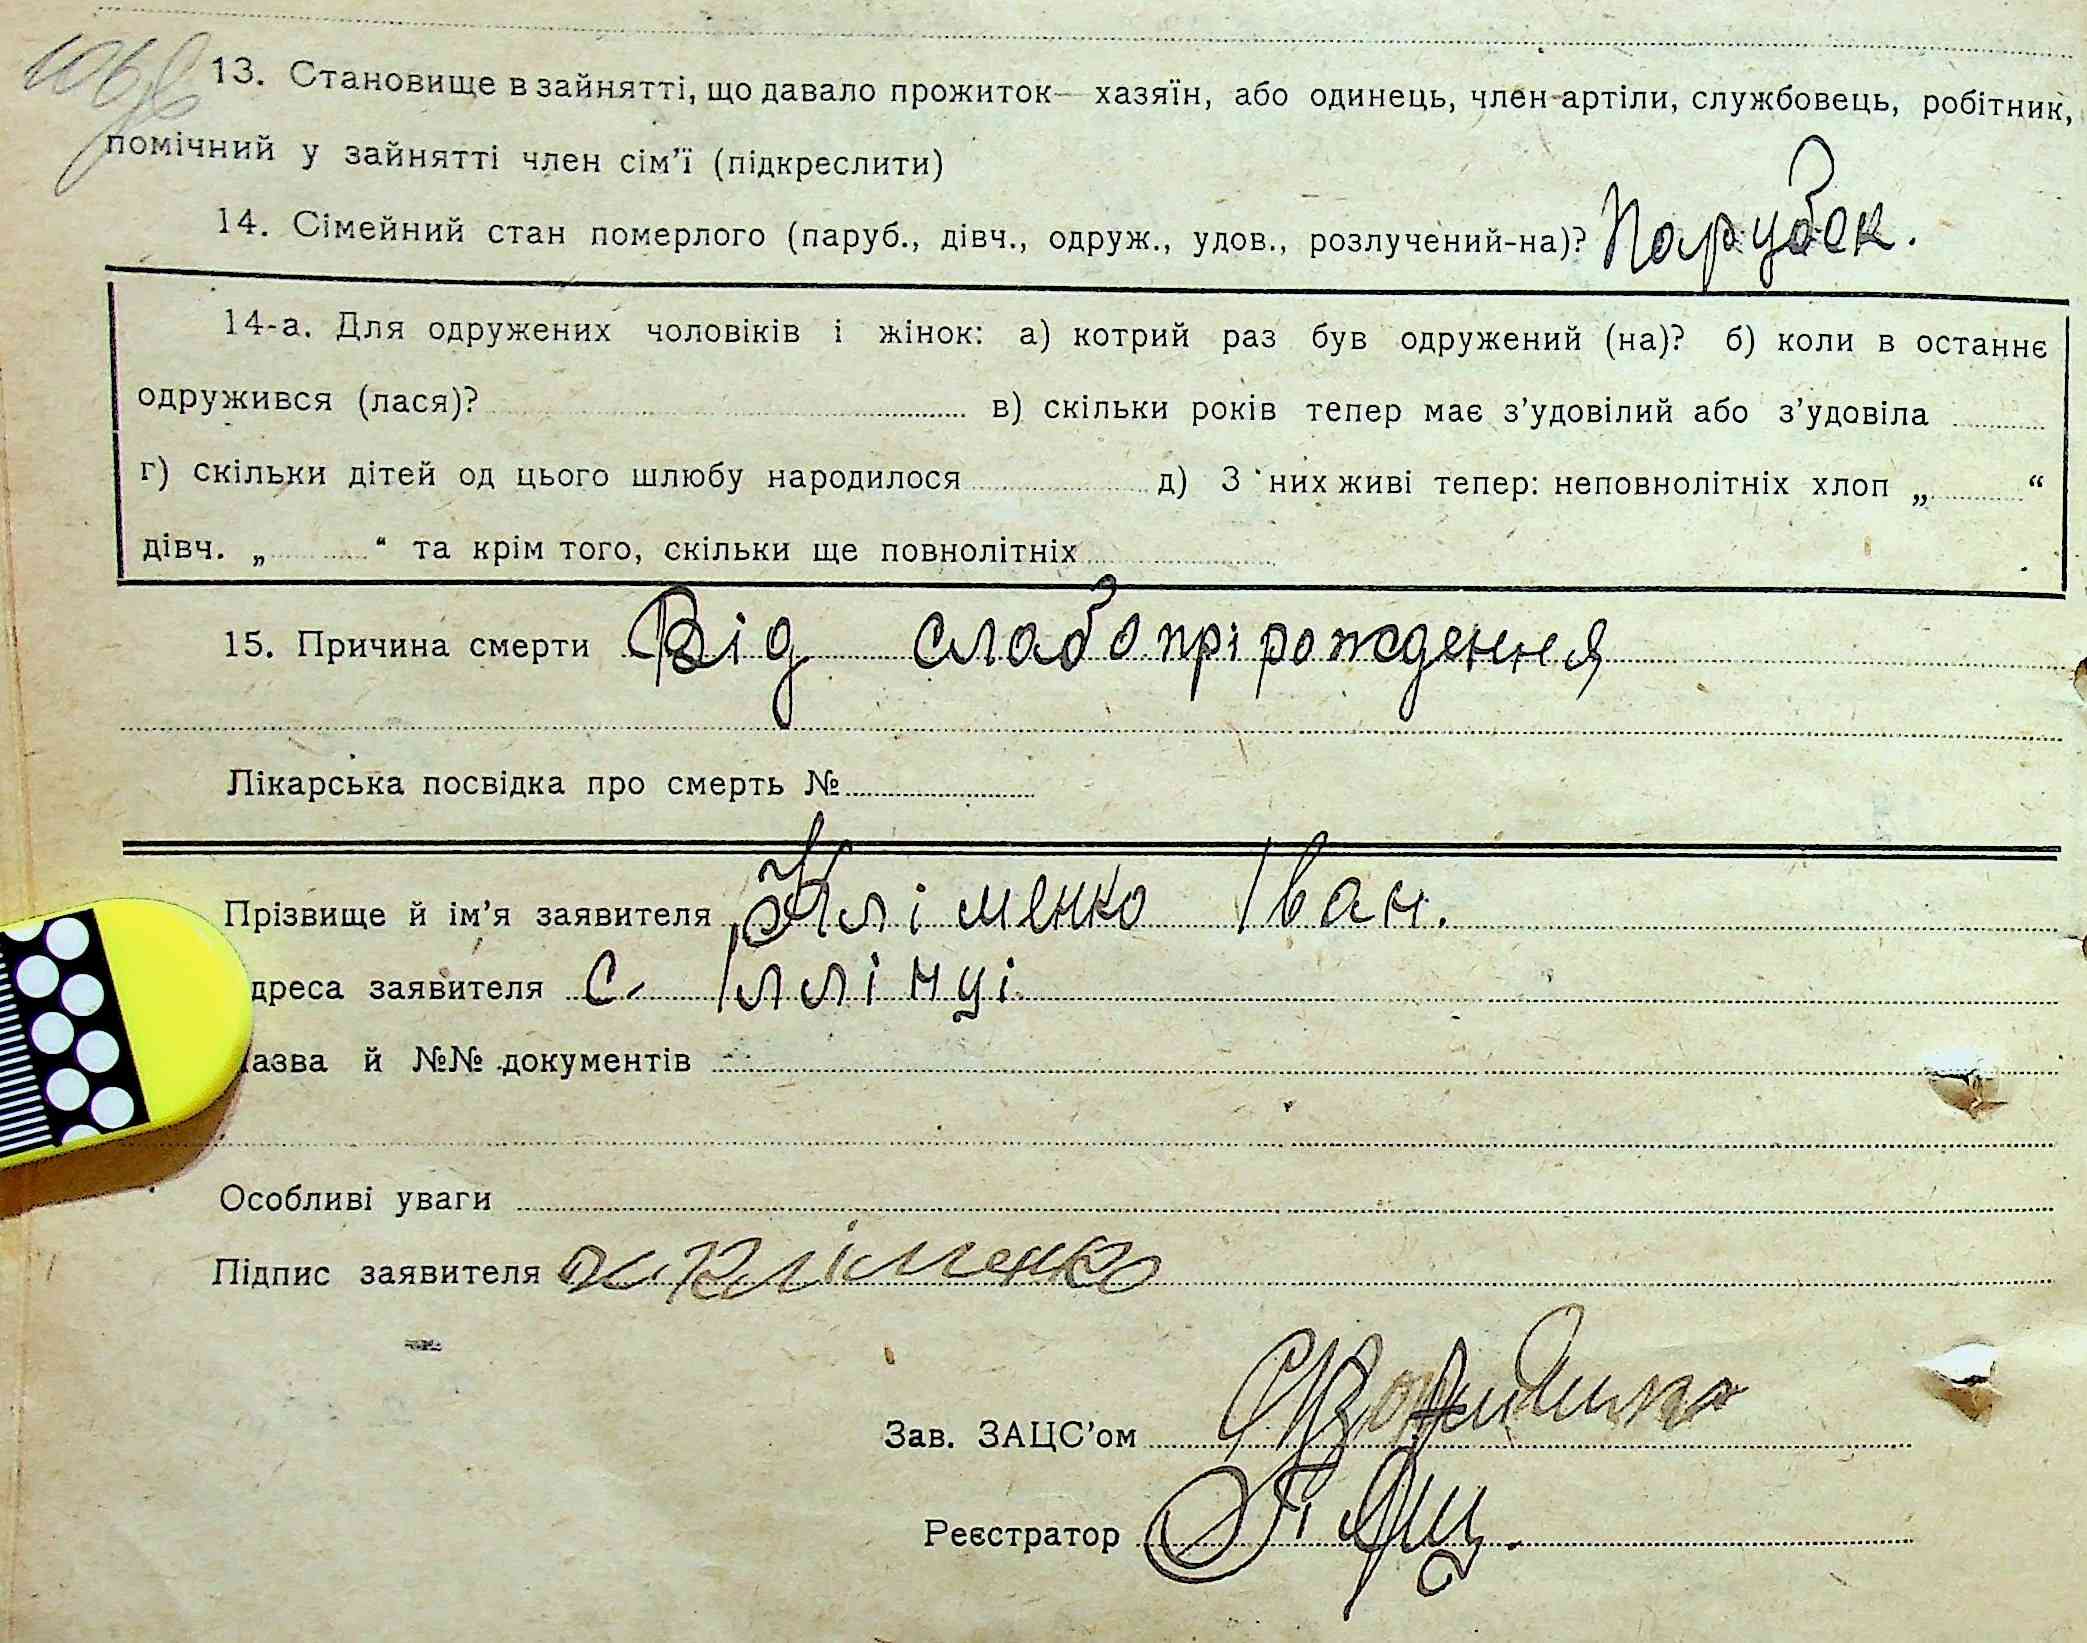 13. Становище в зайнятті, що давало прожиток— хазяїн, або одинець, член артіли, службовець, робітник,
помічний у зайнятті член сім’ї (підкреслити)
14. Сімейний стан померлого (паруб., дівч., одруж., удов., розлучений-на)? Парубек.
14-а. Для одружених чоловіків і жінок: а) котрий раз був одружений (на)? б) коли в останнє
одружився (лася)? в) скільки років тепер має з’удовілий або з’удовіла
г) скільки дітей од цього шлюбу народилося д) З них живі тепер: неповнолітніх хлоп „ “
дівч. „ “ та крім того, скільки ще повнолітніх
15. Причина смерти Від слабопрірождення
Лікарська посвідка про смерть №
Прізвище й ім’я заявителя Кліменко Іван.
дреса заявителя с. Іллінці
азва й №№ документів
Особливі уваги
Підпис заявителя Кліменко
Зав. ЗАЦС’ом
Реєстратор